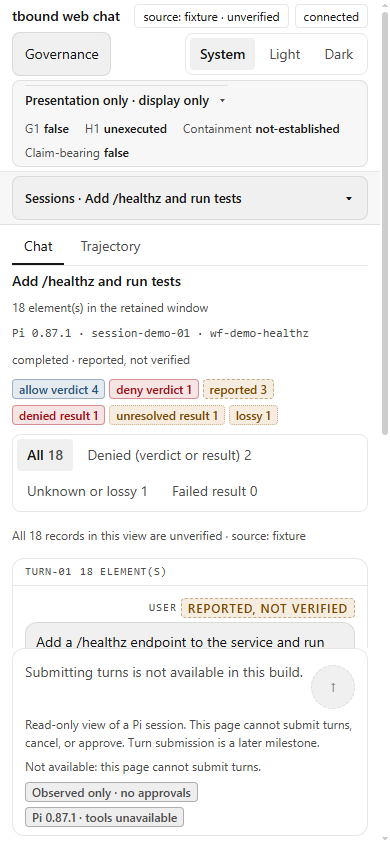 tbound web chat source: fixture · unverified connected
Governance System Light Dark
Presentation only · display only
G1 false H1 unexecuted Containment not-established
Claim-bearing false
Sessions · Add /healthz and run tests
Chat Trajectory
Add /healthz and run tests
18 element(s) in the retained window
Pi 0.87.1 · session-demo-01 · wf-demo-healthz
completed · reported, not verified
allow verdict 4 deny verdict 1 reported 3
denied result 1 unresolved result 1 lossy 1
All 18 Denied (verdict or result) 2
Unknown or lossy 1 Failed result 0
All 18 records in this view are unverified · source: fixture
TURN-01 18 ELEMENT(S)
USER REPORTED, NOT VERIFIED
Add a /healthz endpoint to the service and run
Submitting turns is not available in this build.
↑
Read-only view of a Pi session. This page cannot submit turns,
cancel, or approve. Turn submission is a later milestone.
Not available: this page cannot submit turns.
Observed only · no approvals
Pi 0.87.1 · tools unavailable